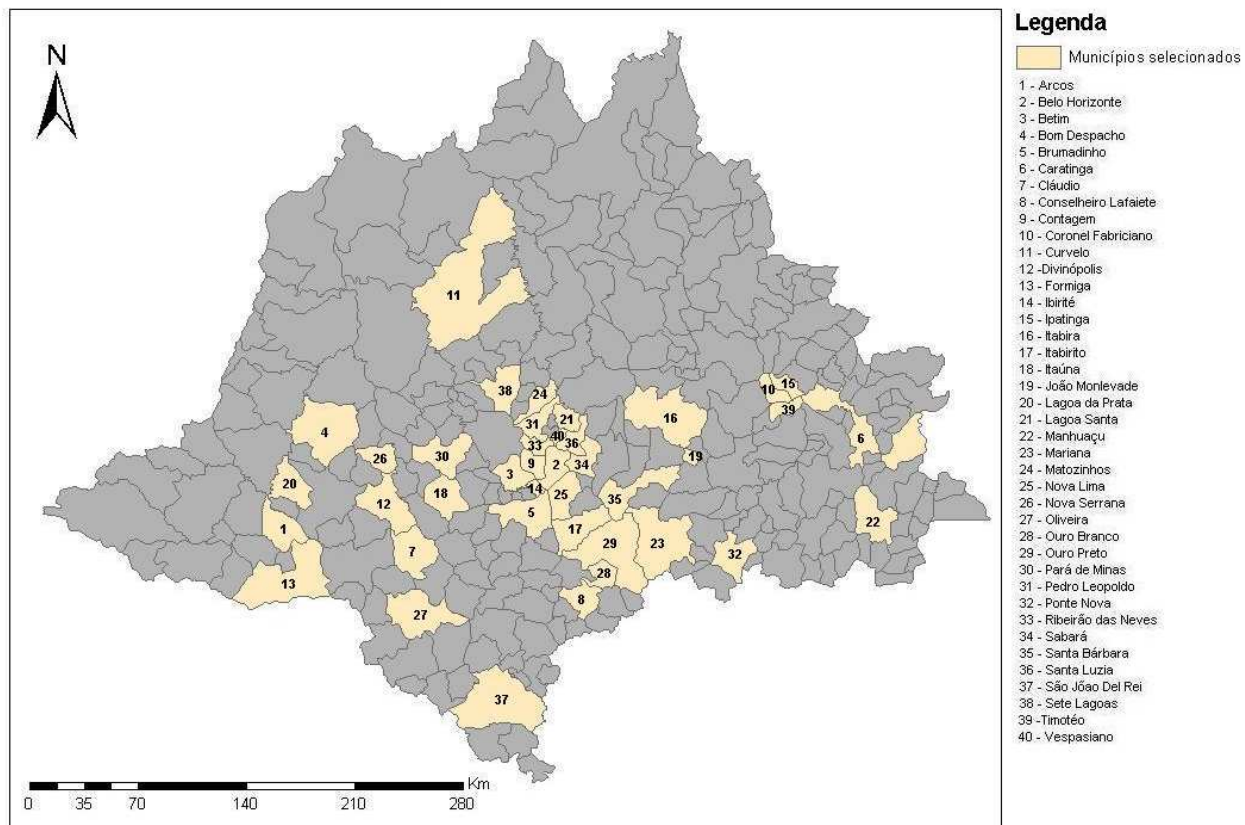 Legenda
Municípios selecionados
1 - Arcos
2 - Belo Horizonte
3 - Betim
4 - Bom Despacho
5 - Brumadinho
6 - Caratinga
7 - Cláudio
8 - Conselheiro Lafaiete
9 - Contagem
10 - Coronel Fabriciano
11 - Curvelo
12 -Divinópolis
13 - Formiga
14 - Ibirité
15 - Ipatinga
16 - Itabira
17 - Itabirito
18 - Itaúna
19 - João Monlevade
20 - Lagoa da Prata
21 - Lagoa Santa
22 - Manhuaçu
23 - Mariana
24 - Matozinhos
25 - Nova Lima
26 - Nova Serrana
27 - Oliveira
28 - Ouro Branco
29 - Ouro Preto
30 - Pará de Minas
31 - Pedro Leopoldo
32 - Ponte Nova
33 - Ribeirão das Neves
34 - Sabará
35 - Santa Bárbara
36 - Santa Luzia
37 - São Jõao Del Rei
38 - Sete Lagoas
39 -Timotéo
40 - Vespasiano
N
11
38
24
10
15
39
31
21
16
4
40
36
33
6
26
30
19
9
2
34
3
20
14
18
25
35
12
5
22
1
17
29
23
7
32
28
13
8
27
37
Km
0 35 70 140 210 280